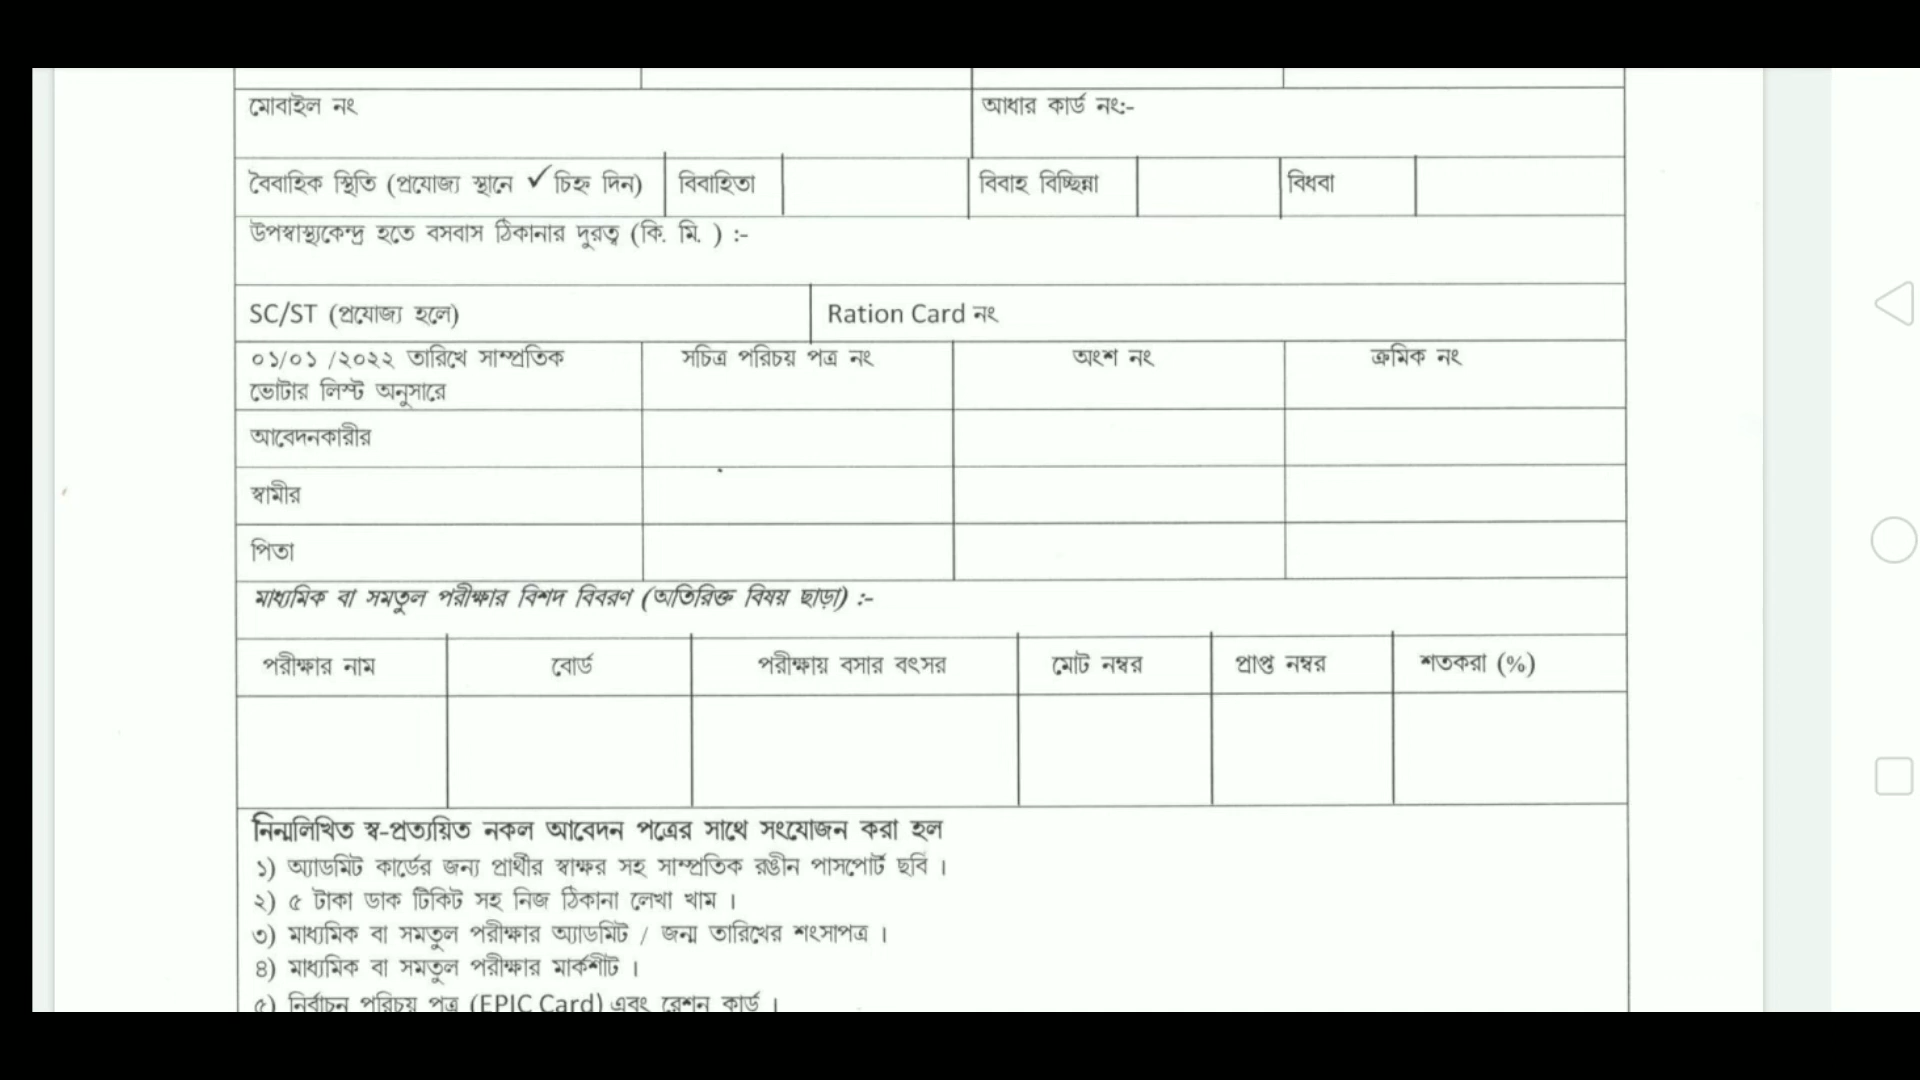 মোবাইল নং আধার কার্ড নং:-
বৈবাহিক স্থিতি (প্রযোজ্য স্থানে ✓ চিহ্ন দিন) বিবাহিতা বিবাহ বিচ্ছিন্না বিধবা
উপস্বাস্থ্যকেন্দ্র হতে বসবাস ঠিকানার দুরত্ব (কি. মি. ) :-
SC/ST (প্রযোজ্য হলে) Ration Card নং
০১/০১ /২০২২ তারিখে সাম্প্রতিক সচিত্র পরিচয় পত্র নং অংশ নং ক্রমিক নং
ভোটার লিস্ট অনুসারে
আবেদনকারীর
স্বামীর
পিতা
মাধ্যমিক বা সমতুল পরীক্ষার বিশদ বিবরণ (অতিরিক্ত বিষয় ছাড়া) :-
পরীক্ষার নাম বোর্ড পরীক্ষায় বসার বৎসর মোট নম্বর প্রাপ্ত নম্বর শতকরা (%)
নিন্মলিখিত স্ব-প্রত্যয়িত নকল আবেদন পত্রের সাথে সংযোজন করা হল
১) অ্যাডমিট কার্ডের জন্য প্রার্থীর স্বাক্ষর সহ সাম্প্রতিক রঙীন পাসপোর্ট ছবি ।
২) ৫ টাকা ডাক টিকিট সহ নিজ ঠিকানা লেখা খাম ।
৩) মাধ্যমিক বা সমতুল পরীক্ষার অ্যাডমিট / জন্ম তারিখের শংসাপত্র ।
৪) মাধ্যমিক বা সমতুল পরীক্ষার মার্কশীট ।
৫) নির্বাচন পরিচয় পত্র (EPIC Card) এবং রেশন কার্ড ।